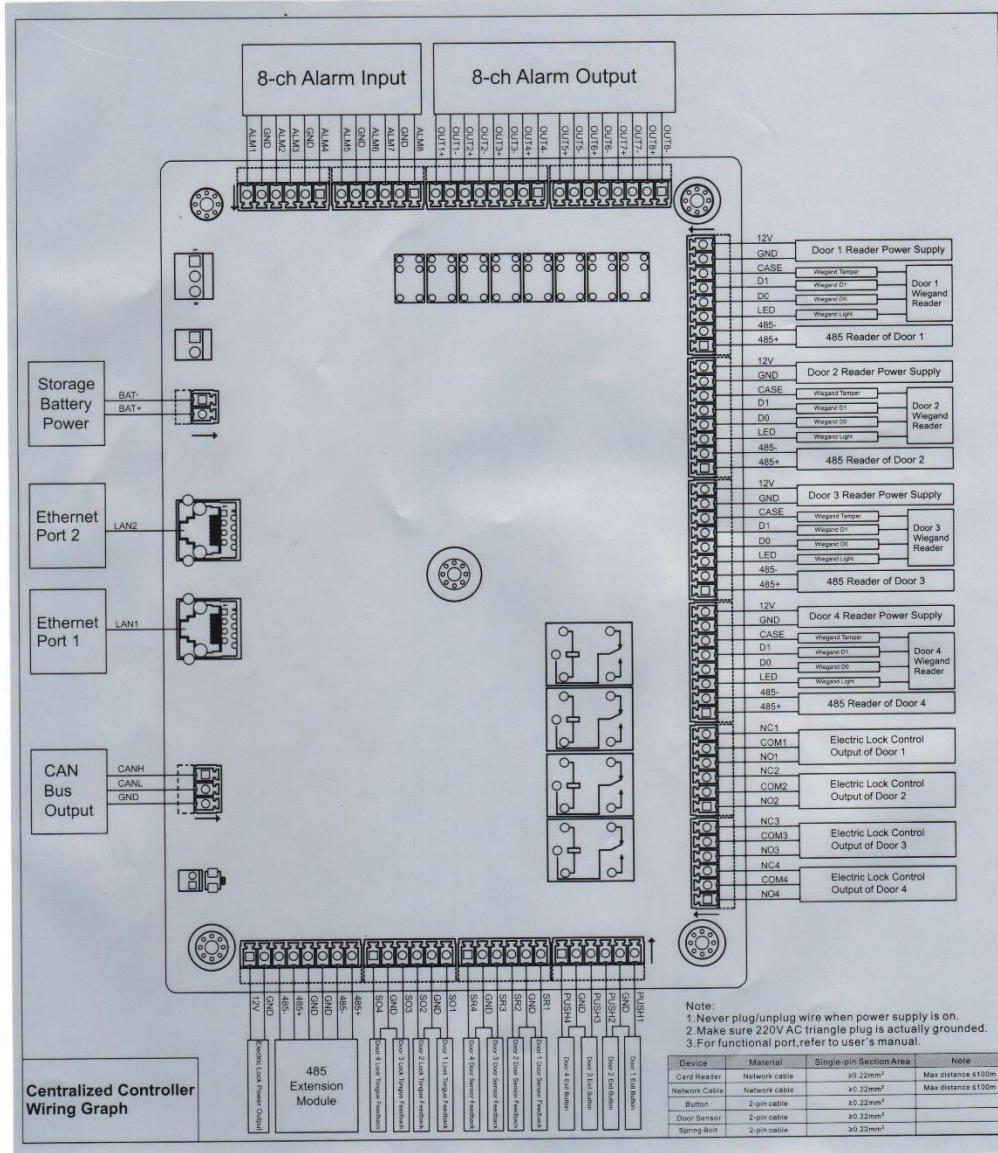 8-ch Alarm Input
8-ch Alarm Output
ALM1
GND
ALM2
ALM3
GND
ALM4
ALM5
GND
ALM6
ALM7
GND
ALM8
OUT1+
OUT1-
OUT2+
OUT2-
OUT3+
OUT3-
OUT4+
OUT4-
OUT5+
OUT5-
OUT6+
OUT6-
OUT7+
OUT7-
OUT8+
OUT8-
Storage
Battery
Power
BAT-
BAT+
Ethernet
Port 2
LAN2
Ethernet
Port 1
LAN1
CAN
Bus
Output
CANH
CANL
GND
12V
GND
CASE
D1
D0
LED
485-
485+
Door 1 Reader Power Supply
Wiegand Tamper
Wiegand D1
Wiegand D0
Wiegand Light
Door 1
Wiegand
Reader
485 Reader of Door 1
12V
GND
CASE
D1
D0
LED
485-
485+
Door 2 Reader Power Supply
Wiegand Tamper
Wiegand D1
Wiegand D0
Wiegand Light
Door 2
Wiegand
Reader
485 Reader of Door 2
12V
GND
CASE
D1
D0
LED
485-
485+
Door 3 Reader Power Supply
Wiegand Tamper
Wiegand D1
Wiegand D0
Wiegand Light
Door 3
Wiegand
Reader
485 Reader of Door 3
12V
GND
CASE
D1
D0
LED
485-
485+
Door 4 Reader Power Supply
Wiegand Tamper
Wiegand D1
Wiegand D0
Wiegand Light
Door 4
Wiegand
Reader
485 Reader of Door 4
NC1
COM1
NO1
Electric Lock Control
Output of Door 1
NC2
COM2
NO2
Electric Lock Control
Output of Door 2
NC3
COM3
NO3
Electric Lock Control
Output of Door 3
NC4
COM4
NO4
Electric Lock Control
Output of Door 4
12V
GND
485-
485+
GND
GND
485-
485+
SO4
GND
SO3
SO2
GND
SO1
SR4
GND
SR3
SR2
GND
SR1
PUSH4
GND
PUSH3
PUSH2
GND
PUSH1
Electric Lock Power Output
485
Extension
Module
Door 4 Lock Tongue Feedback
Door 3 Lock Tongue Feedback
Door 2 Lock Tongue Feedback
Door 1 Lock Tongue Feedback
Door 4 Door Sensor Feedback
Door 3 Door Sensor Feedback
Door 2 Door Sensor Feedback
Door 1 Door Sensor Feedback
Door 4 Exit Button
Door 3 Exit Button
Door 2 Exit Button
Door 1 Exit Button
Centralized Controller
Wiring Graph
Note:
1.Never plug/unplug wire when power supply is on.
2.Make sure 220V AC triangle plug is actually grounded.
3.For functional port,refer to user's manual.
Device Material Single-pin Section Area Note
Card Reader Network cable ≥0.22mm² Max distance ≤100m
Network Cable Network cable ≥0.22mm² Max distance ≤100m
Button 2-pin cable ≥0.22mm²
Door Sensor 2-pin cable ≥0.22mm²
Spring Bolt 2-pin cable ≥0.22mm²